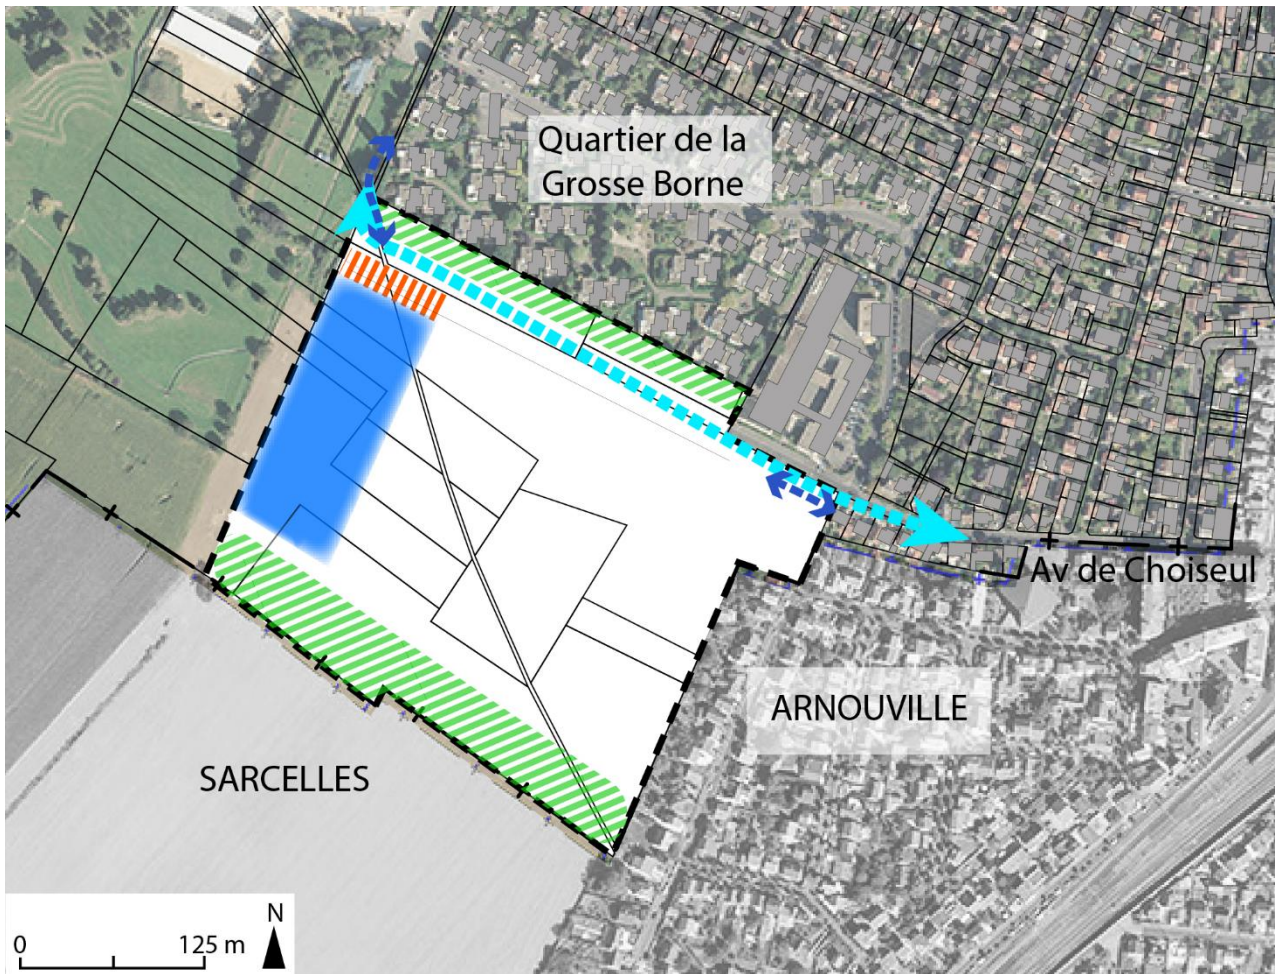 Quartier de la
Grosse Borne
Av de Choiseul
ARNOUVILLE
SARCELLES
N
0 125 m